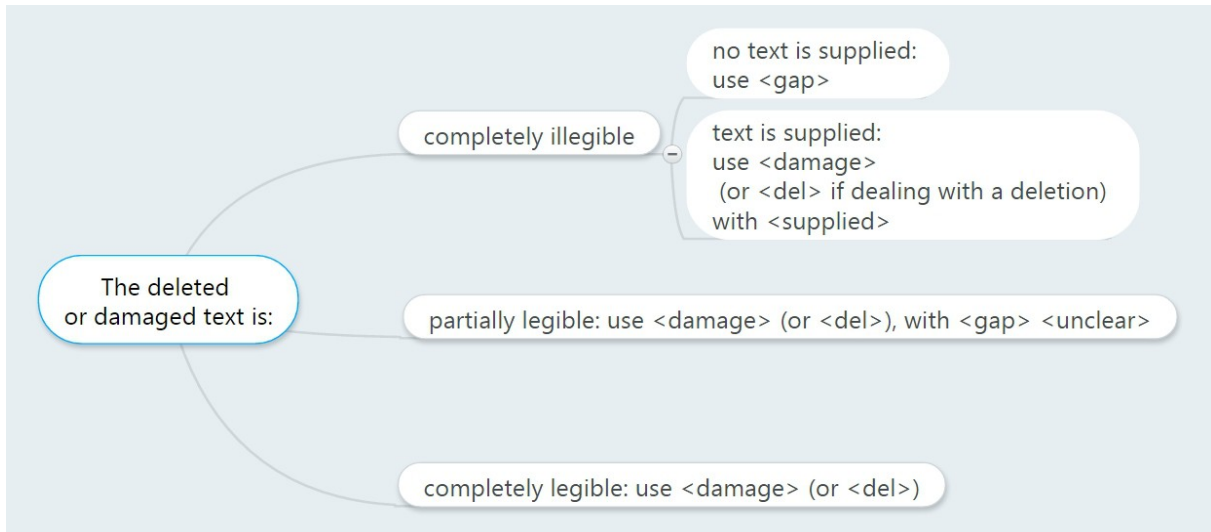 The deleted
or damaged text is:
completely illegible
no text is supplied:
use <gap>
text is supplied:
use <damage>
(or <del> if dealing with a deletion)
with <supplied>
partially legible: use <damage> (or <del>), with <gap> <unclear>
completely legible: use <damage> (or <del>)